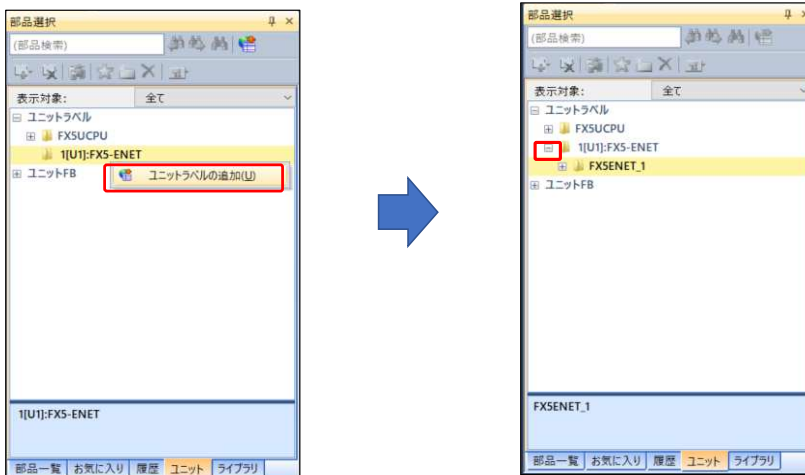 部品選択
(部品検索)
表示対象: 全て
ユニットラベル
FX5UCPU
1[U1]:FX5-ENET
ユニットFB
ユニットラベルの追加(U)
1[U1]:FX5-ENET
部品一覧 お気に入り 履歴 ユニット ライブラリ
部品選択
(部品検索)
表示対象: 全て
ユニットラベル
FX5UCPU
1[U1]:FX5-ENET
FX5ENET_1
ユニットFB
FX5ENET_1
部品一覧 お気に入り 履歴 ユニット ライブラリ